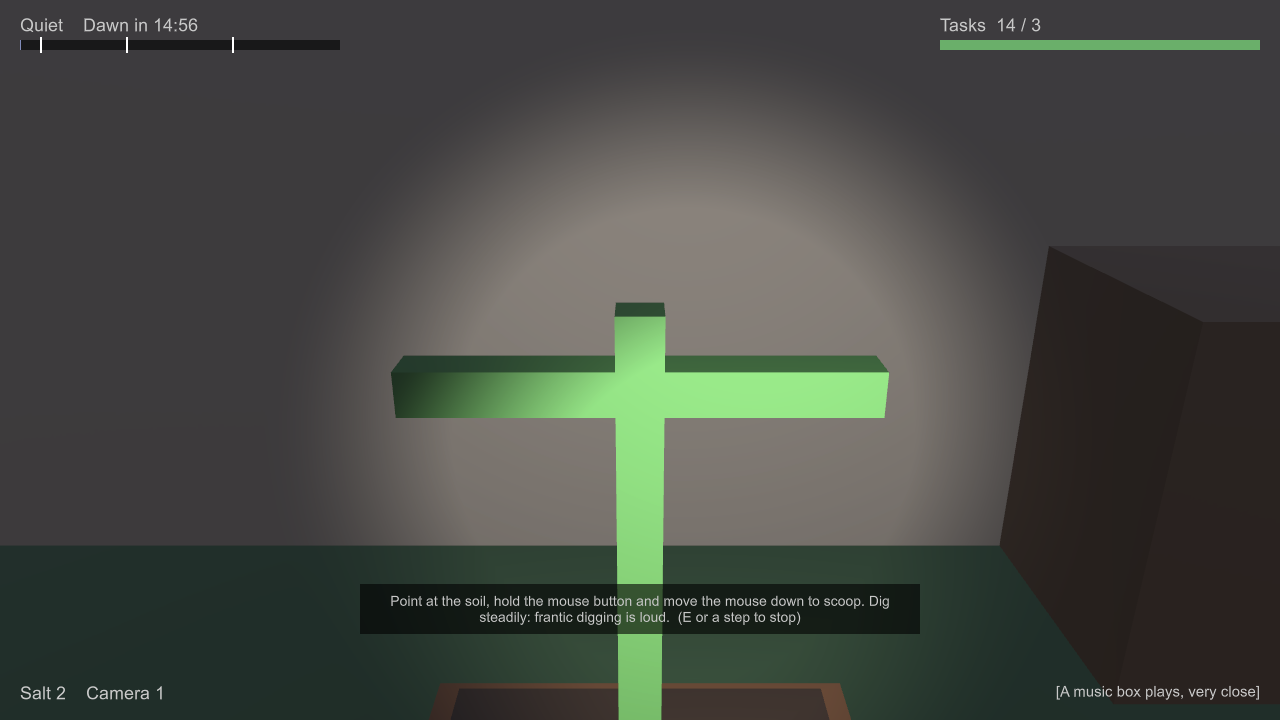 Quiet Dawn in 14:56
Tasks 14 / 3
Point at the soil, hold the mouse button and move the mouse down to scoop. Dig
steadily: frantic digging is loud. (E or a step to stop)
Salt 2 Camera 1
[A music box plays, very close]